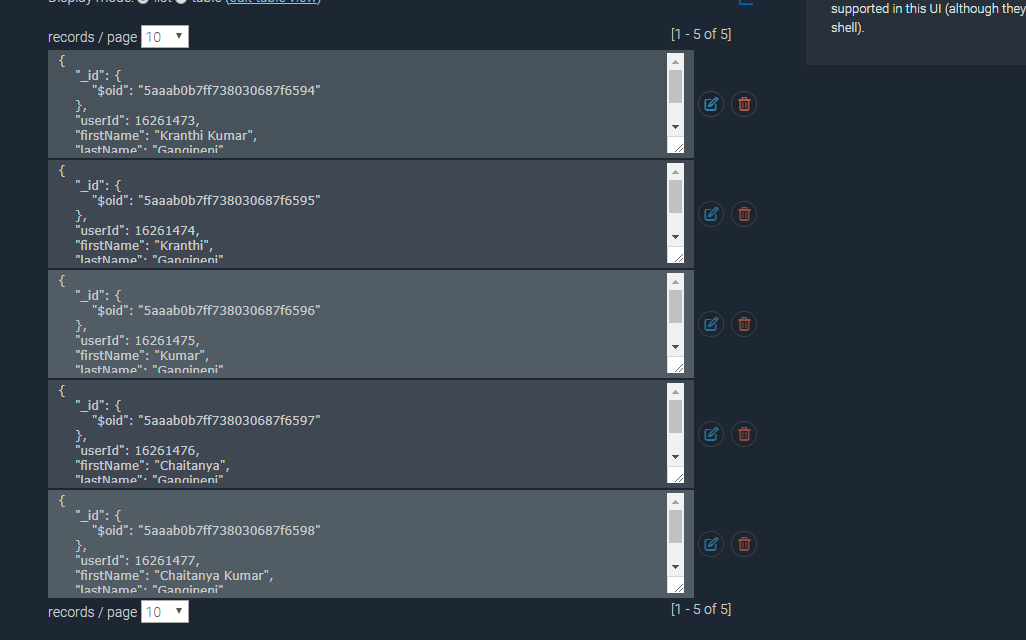 Display mode: list table (edit table view)
supported in this UI (although they
shell).
records / page 10 [1 - 5 of 5]
{
"_id": {
"$oid": "5aaab0b7ff738030687f6594"
},
"userId": 16261473,
"firstName": "Kranthi Kumar",
"lastName": "Gangineni"
{
"_id": {
"$oid": "5aaab0b7ff738030687f6595"
},
"userId": 16261474,
"firstName": "Kranthi",
"lastName": "Gangineni"
{
"_id": {
"$oid": "5aaab0b7ff738030687f6596"
},
"userId": 16261475,
"firstName": "Kumar",
"lastName": "Gangineni"
{
"_id": {
"$oid": "5aaab0b7ff738030687f6597"
},
"userId": 16261476,
"firstName": "Chaitanya",
"lastName": "Gangineni"
{
"_id": {
"$oid": "5aaab0b7ff738030687f6598"
},
"userId": 16261477,
"firstName": "Chaitanya Kumar",
"lastName": "Gangineni"
records / page 10 [1 - 5 of 5]